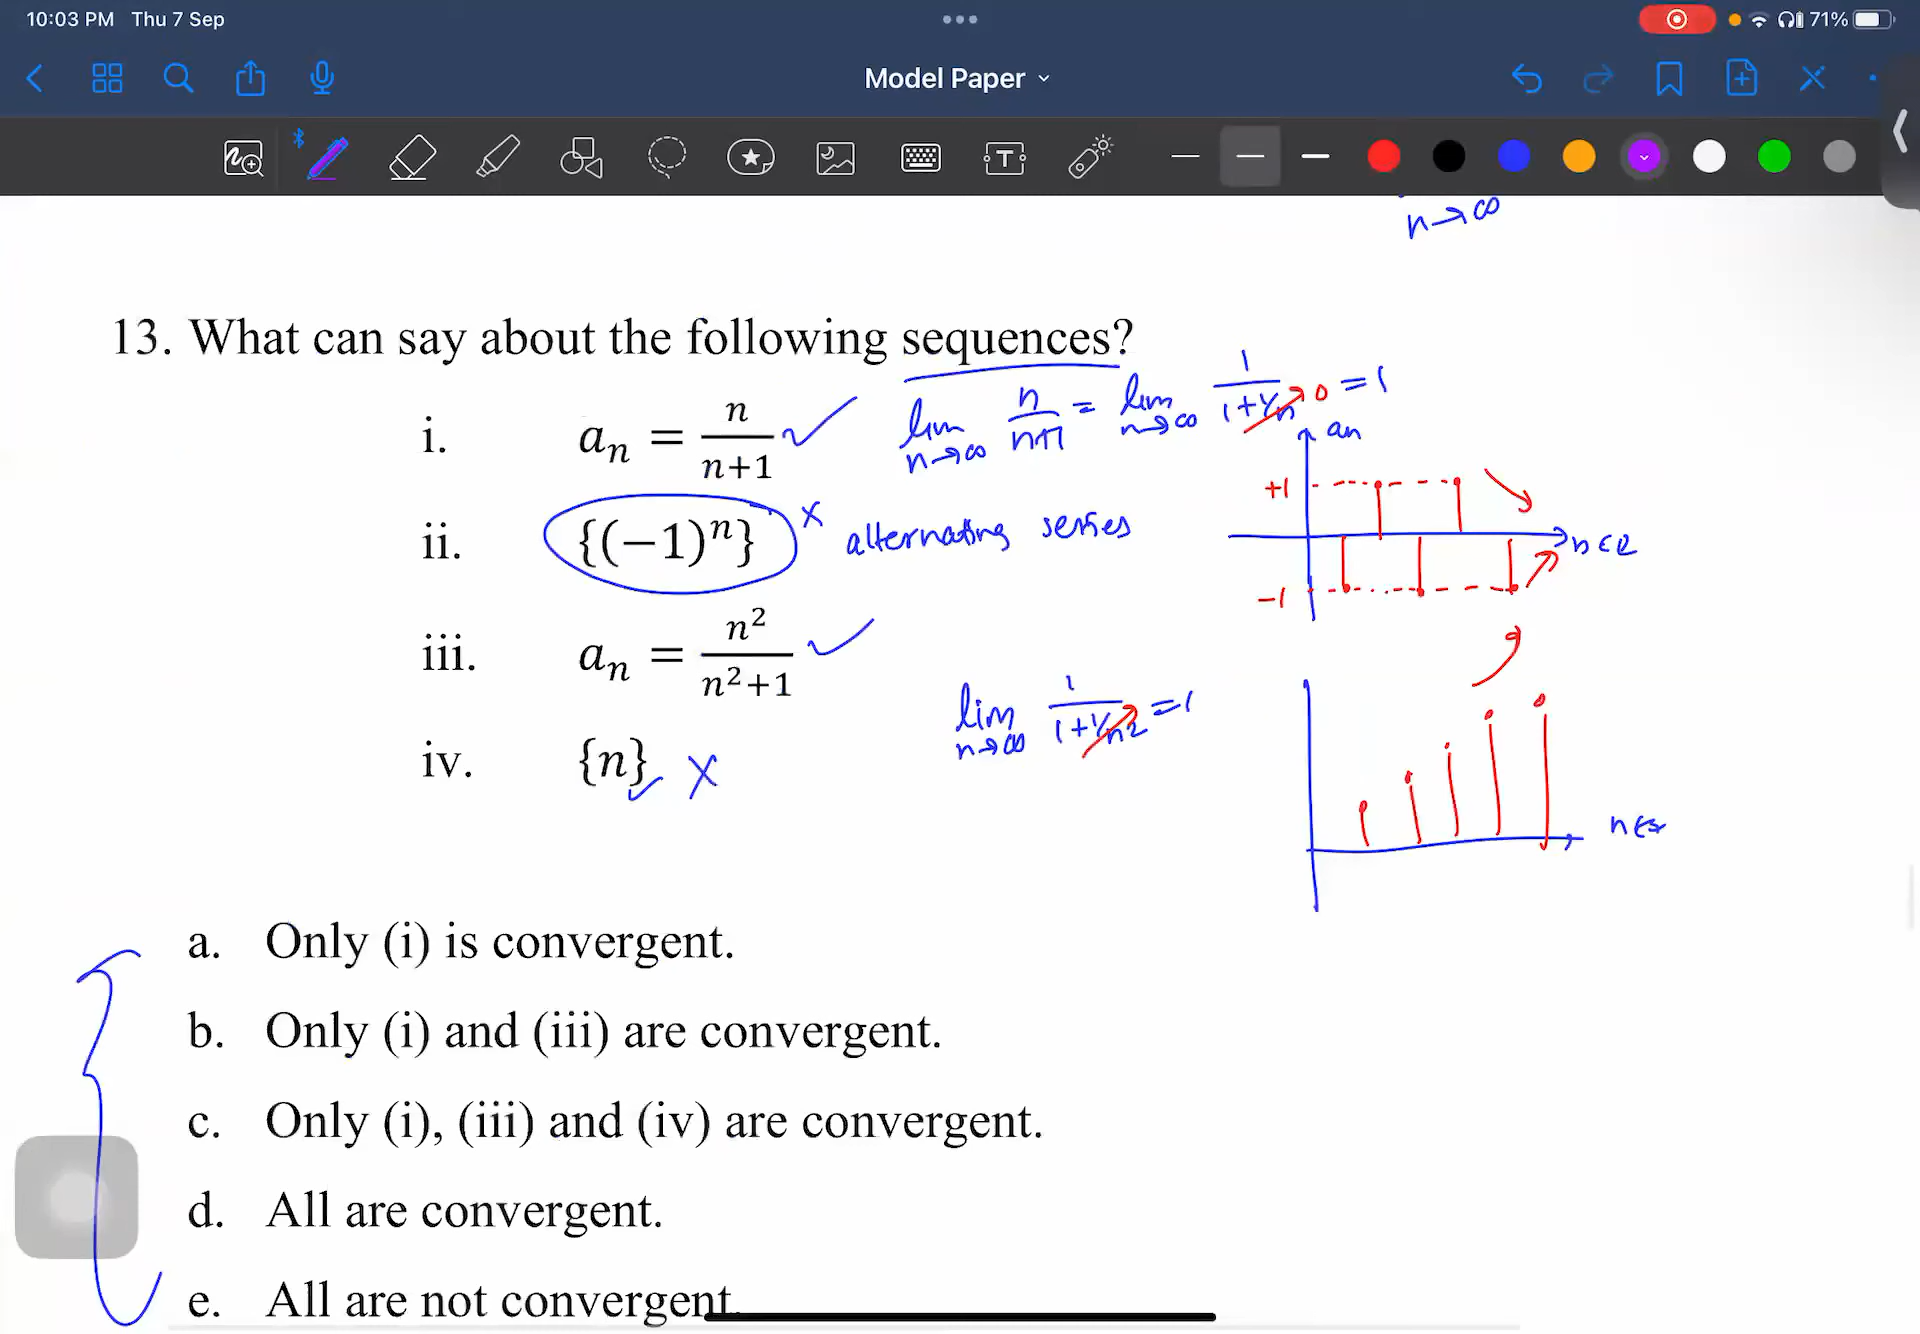 10:03 PM Thu 7 Sep
71%
Model Paper
n→∞
13. What can say about the following sequences?
i. aₙ = n/(n+1) ✓ lim n→∞ n/(n+1) = lim n→∞ 1/(1+1/n) → 0 = 1
ii. {(−1)ⁿ} × alternating series
an
+1
-1
iii. aₙ = n²/(n²+1) ✓
lim n→∞ 1/(1+1/n²) = 1
iv. {n} ✓ ×
a. Only (i) is convergent.
b. Only (i) and (iii) are convergent.
c. Only (i), (iii) and (iv) are convergent.
d. All are convergent.
e. All are not convergent.